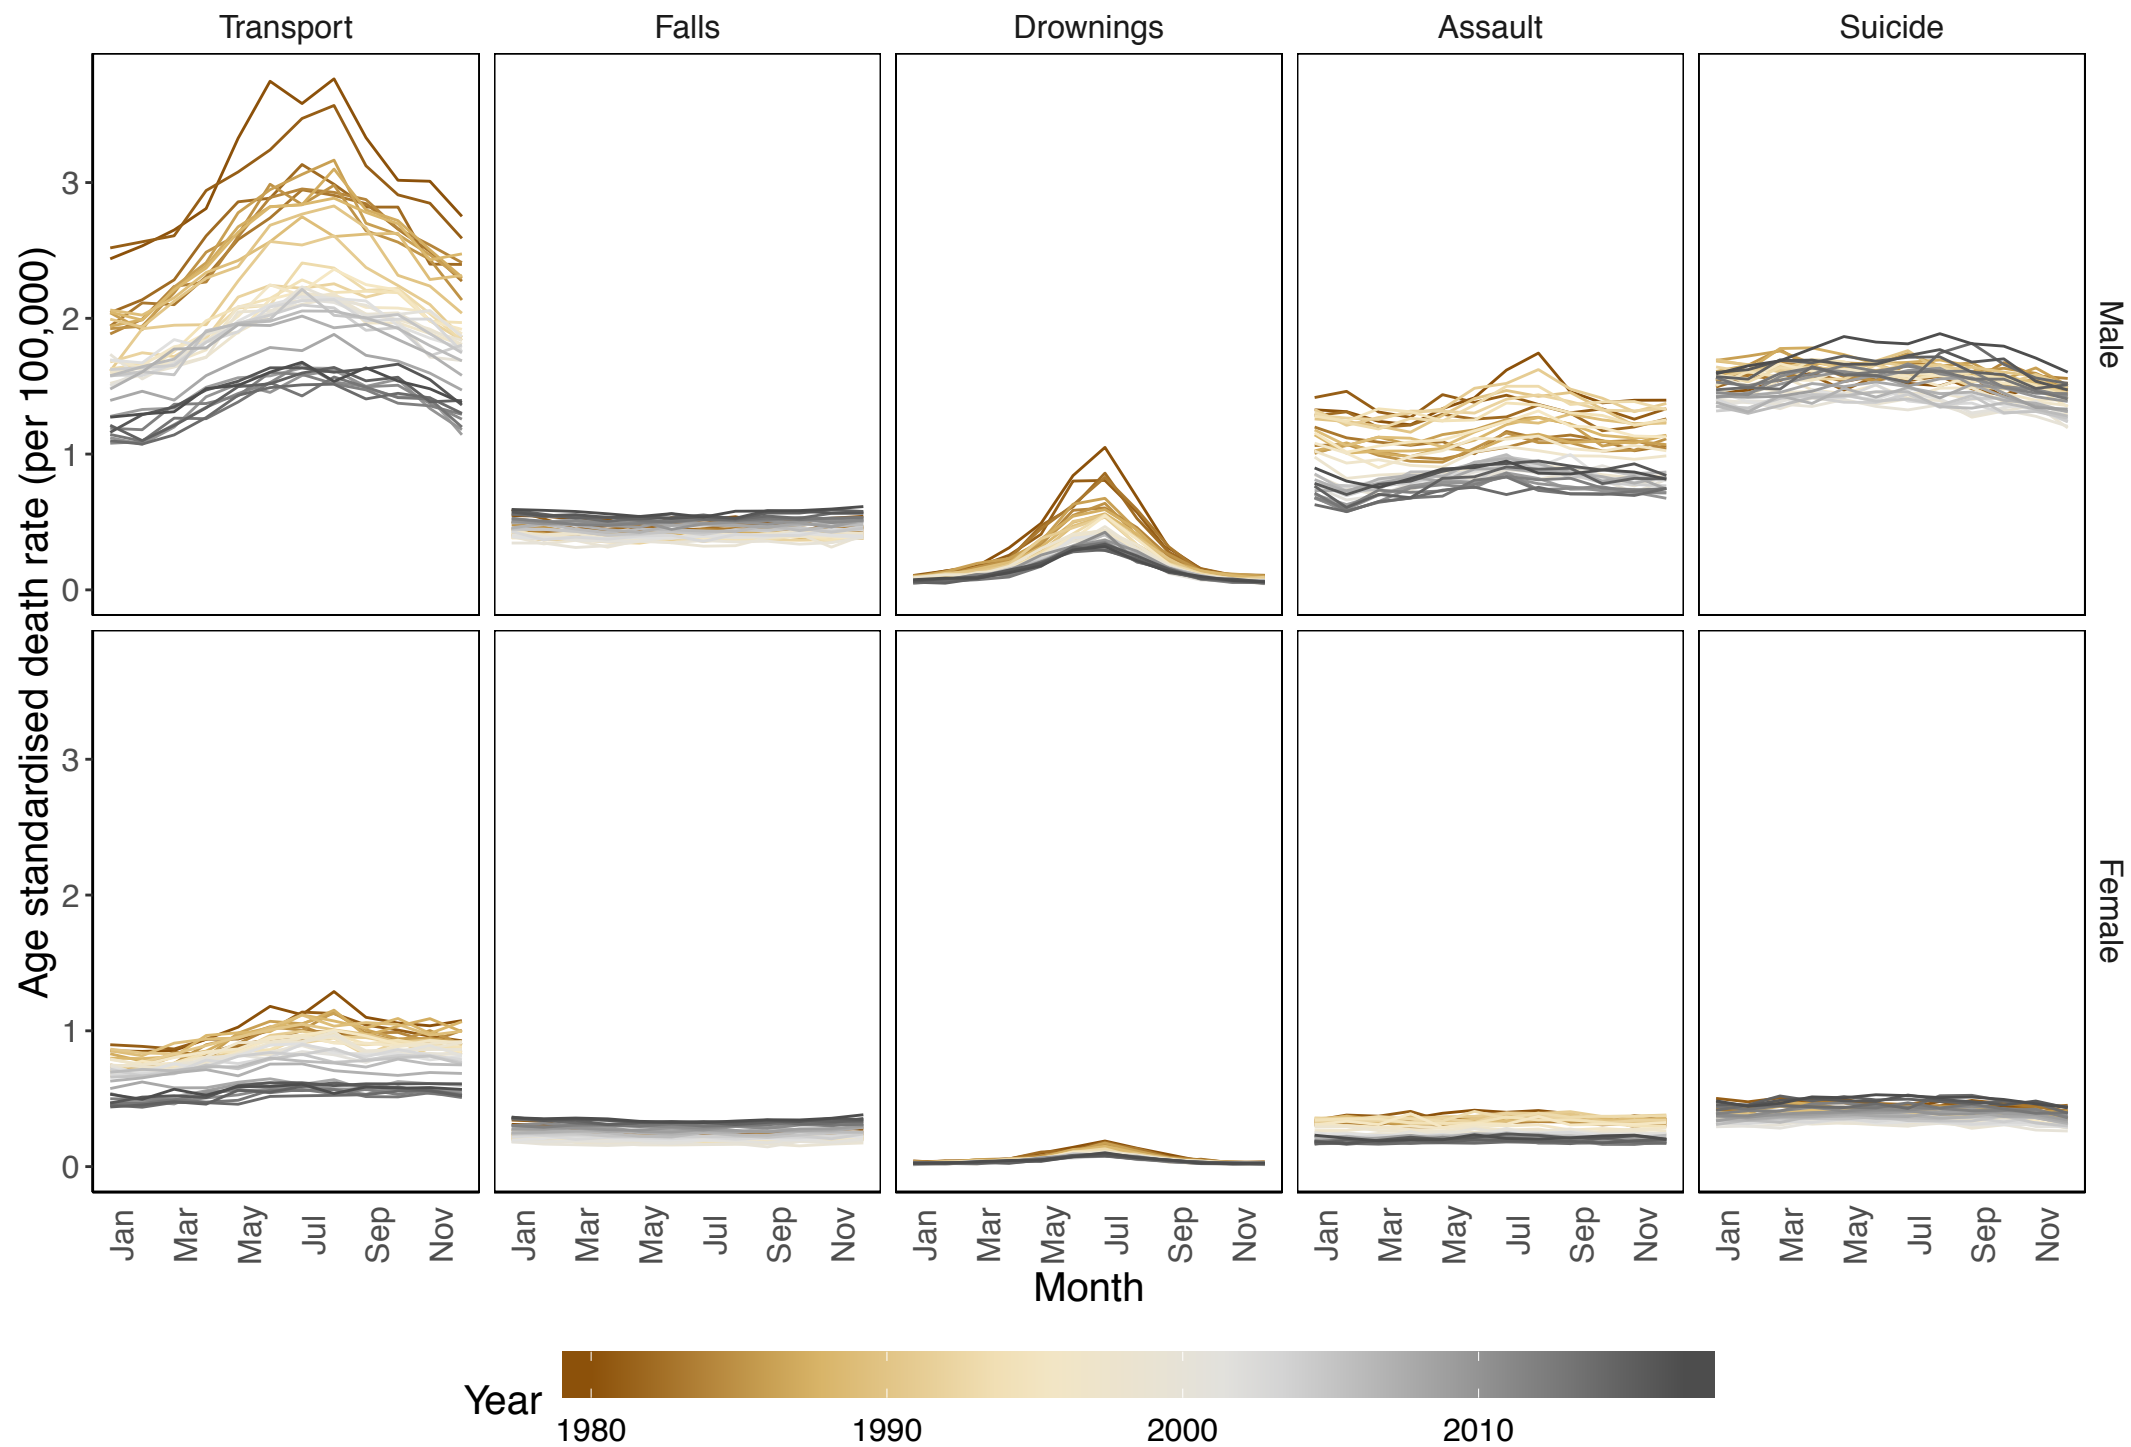 Transport Falls Drownings Assault Suicide
Age standardised death rate (per 100,000)
3
2
1
0
Male
3
2
1
0
Female
Jan Mar May Jul Sep Nov Jan Mar May Jul Sep Nov Jan Mar May Jul Sep Nov Jan Mar May Jul Sep Nov Jan Mar May Jul Sep Nov
Month
Year
1980 1990 2000 2010